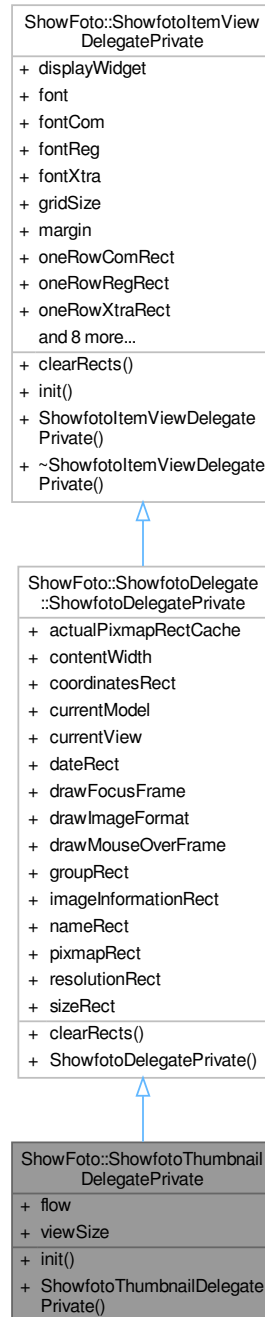 ShowFoto::ShowfotoItemView
DelegatePrivate
+ displayWidget
+ font
+ fontCom
+ fontReg
+ fontXtra
+ gridSize
+ margin
+ oneRowComRect
+ oneRowRegRect
+ oneRowXtraRect
and 8 more...
+ clearRects()
+ init()
+ ShowfotoItemViewDelegate
Private()
+ ~ShowfotoItemViewDelegate
Private()
ShowFoto::ShowfotoDelegate
::ShowfotoDelegatePrivate
+ actualPixmapRectCache
+ contentWidth
+ coordinatesRect
+ currentModel
+ currentView
+ dateRect
+ drawFocusFrame
+ drawImageFormat
+ drawMouseOverFrame
+ groupRect
+ imageInformationRect
+ nameRect
+ pixmapRect
+ resolutionRect
+ sizeRect
+ clearRects()
+ ShowfotoDelegatePrivate()
ShowFoto::ShowfotoThumbnail
DelegatePrivate
+ flow
+ viewSize
+ init()
+ ShowfotoThumbnailDelegate
Private()